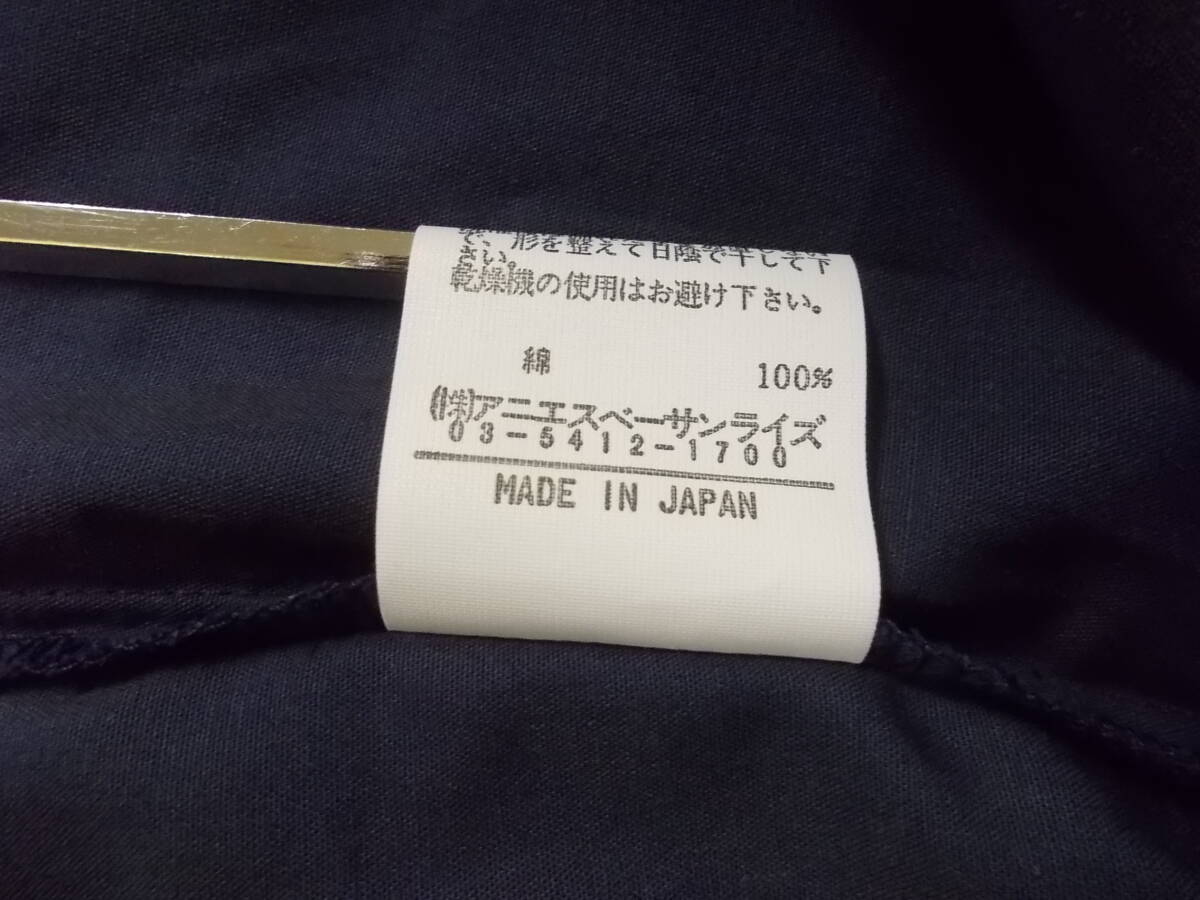 で、形を整えて日陰で干して下
さい。
乾燥機の使用はお避け下さい。
綿 100%
(株)アニエスベーサンライズ
03-5412-1700
MADE IN JAPAN